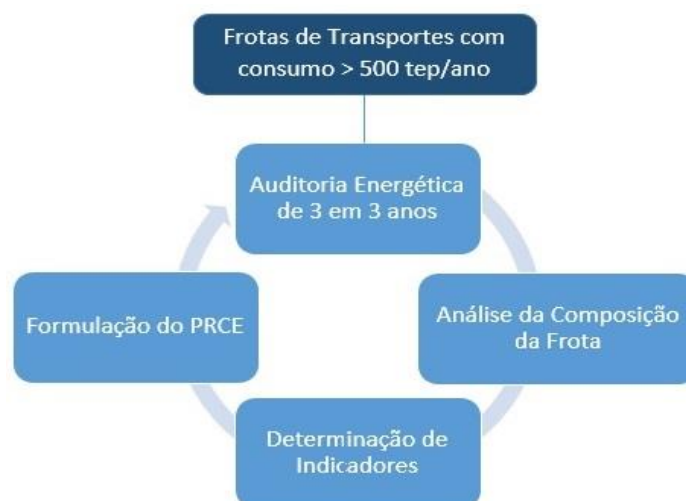 Frotas de Transportes com
consumo > 500 tep/ano
Auditoria Energética
de 3 em 3 anos
Análise da Composição
da Frota
Determinação de
Indicadores
Formulação do PRCE